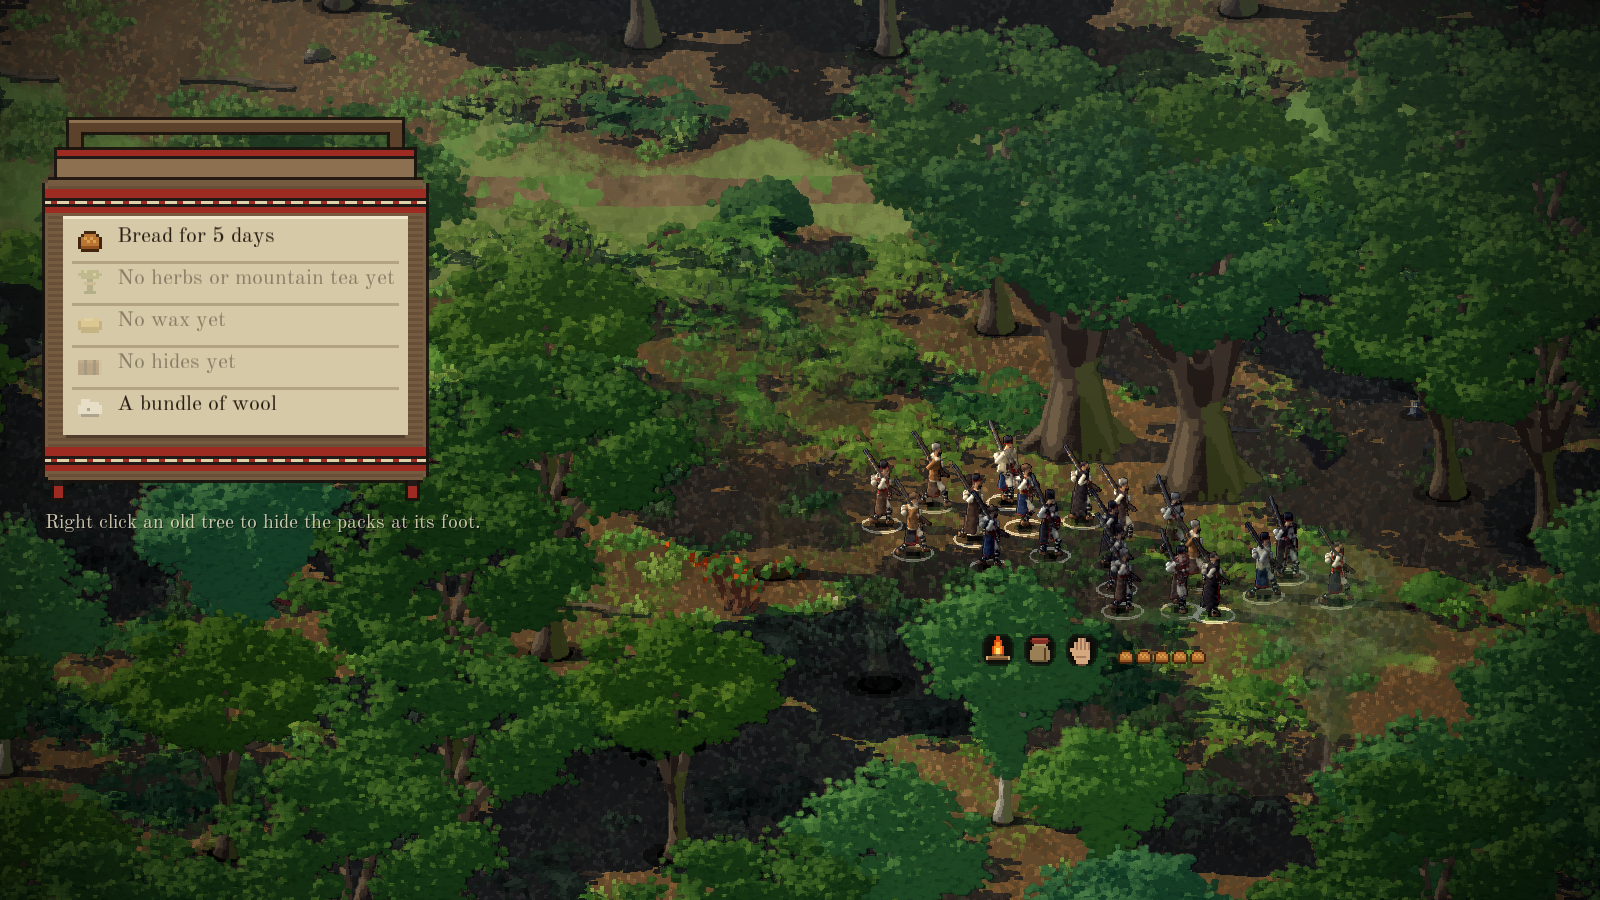 Bread for 5 days
No herbs or mountain tea yet
No wax yet
No hides yet
A bundle of wool
Right click an old tree to hide the packs at its foot.